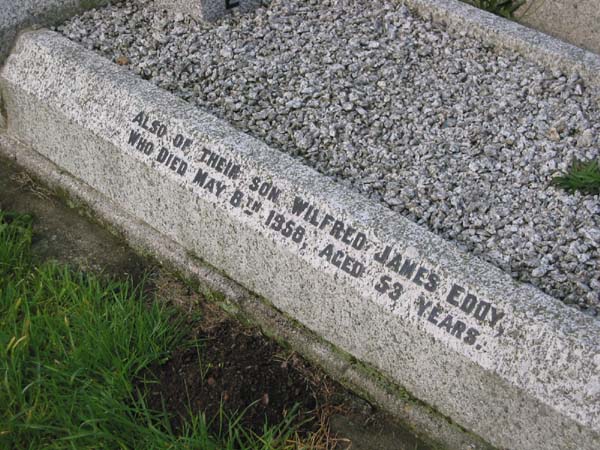 ALSO OF THEIR SON WILFRED JAMES EDDY,
WHO DIED MAY 8TH 1958, AGED 53 YEARS.